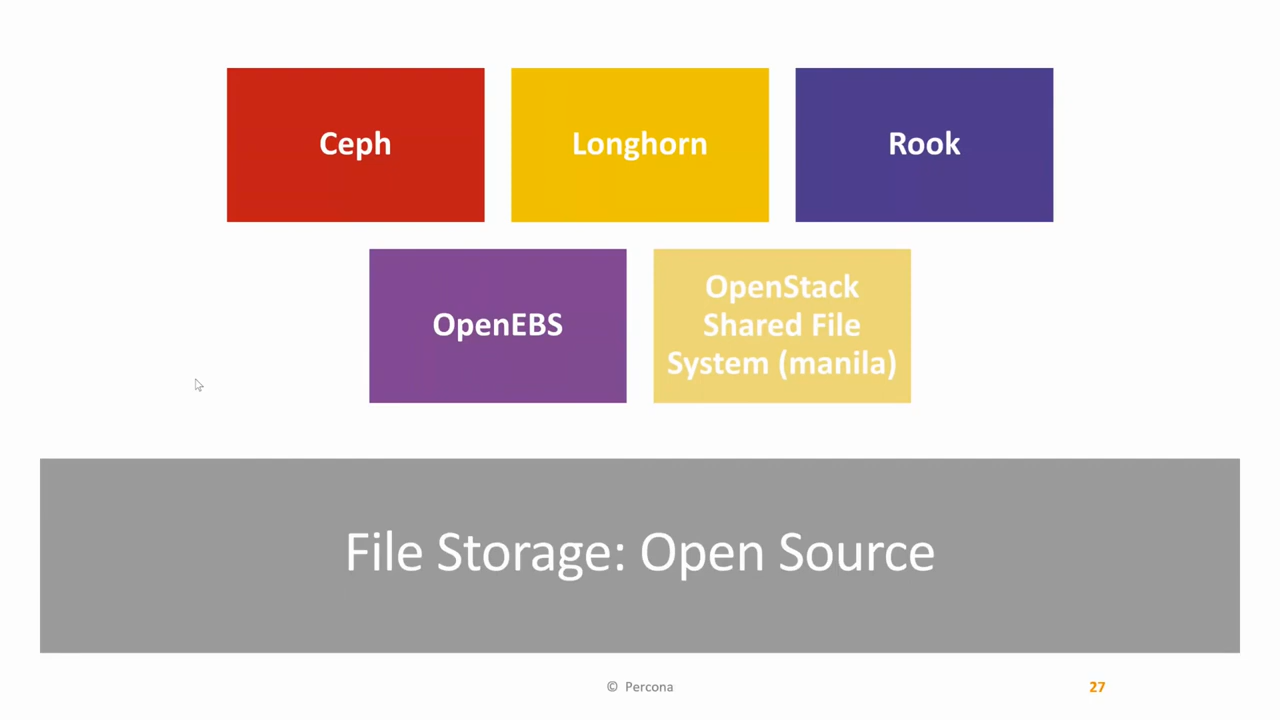 Ceph
Longhorn
Rook
OpenEBS
OpenStack
Shared File
System (manila)
File Storage: Open Source
© Percona
27